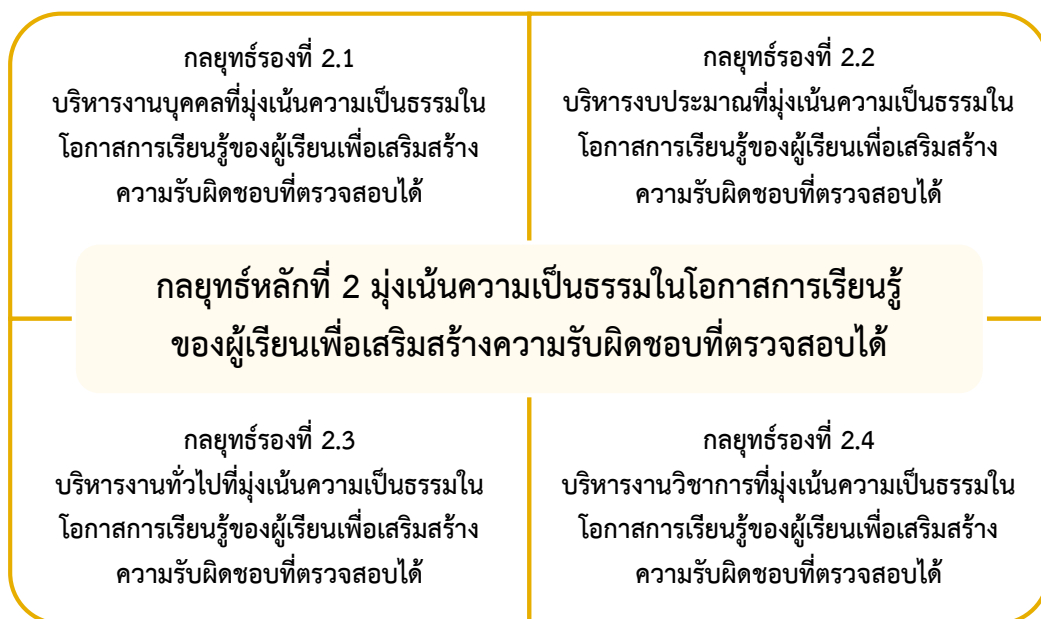 กลยุทธ์รองที่ 2.1
บริหารงานบุคคลที่มุ่งเน้นความเป็นธรรมใน
โอกาสการเรียนรู้ของผู้เรียนเพื่อเสริมสร้าง
ความรับผิดชอบที่ตรวจสอบได้
กลยุทธ์รองที่ 2.2
บริหารงบประมาณที่มุ่งเน้นความเป็นธรรมใน
โอกาสการเรียนรู้ของผู้เรียนเพื่อเสริมสร้าง
ความรับผิดชอบที่ตรวจสอบได้
กลยุทธ์หลักที่ 2 มุ่งเน้นความเป็นธรรมในโอกาสการเรียนรู้
ของผู้เรียนเพื่อเสริมสร้างความรับผิดชอบที่ตรวจสอบได้
กลยุทธ์รองที่ 2.3
บริหารงานทั่วไปที่มุ่งเน้นความเป็นธรรมใน
โอกาสการเรียนรู้ของผู้เรียนเพื่อเสริมสร้าง
ความรับผิดชอบที่ตรวจสอบได้
กลยุทธ์รองที่ 2.4
บริหารงานวิชาการที่มุ่งเน้นความเป็นธรรมใน
โอกาสการเรียนรู้ของผู้เรียนเพื่อเสริมสร้าง
ความรับผิดชอบที่ตรวจสอบได้